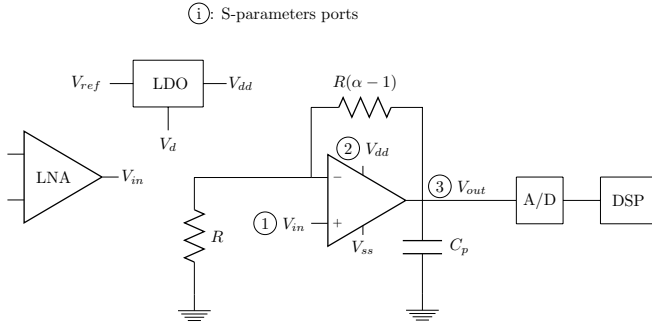 i: S-parameters ports
V_ref LDO V_dd
V_d
R(α − 1)
LNA V_in
2 V_dd
−
3 V_out
A/D DSP
1 V_in +
R
V_ss
C_p